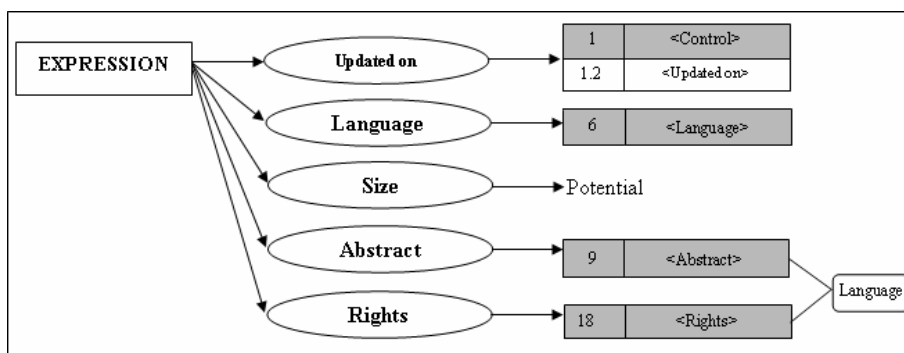 EXPRESSION
Updated on
1 <Control>
1.2 <Updated on>
Language
6 <Language>
Size
Potential
Abstract
9 <Abstract>
Language
Rights
18 <Rights>